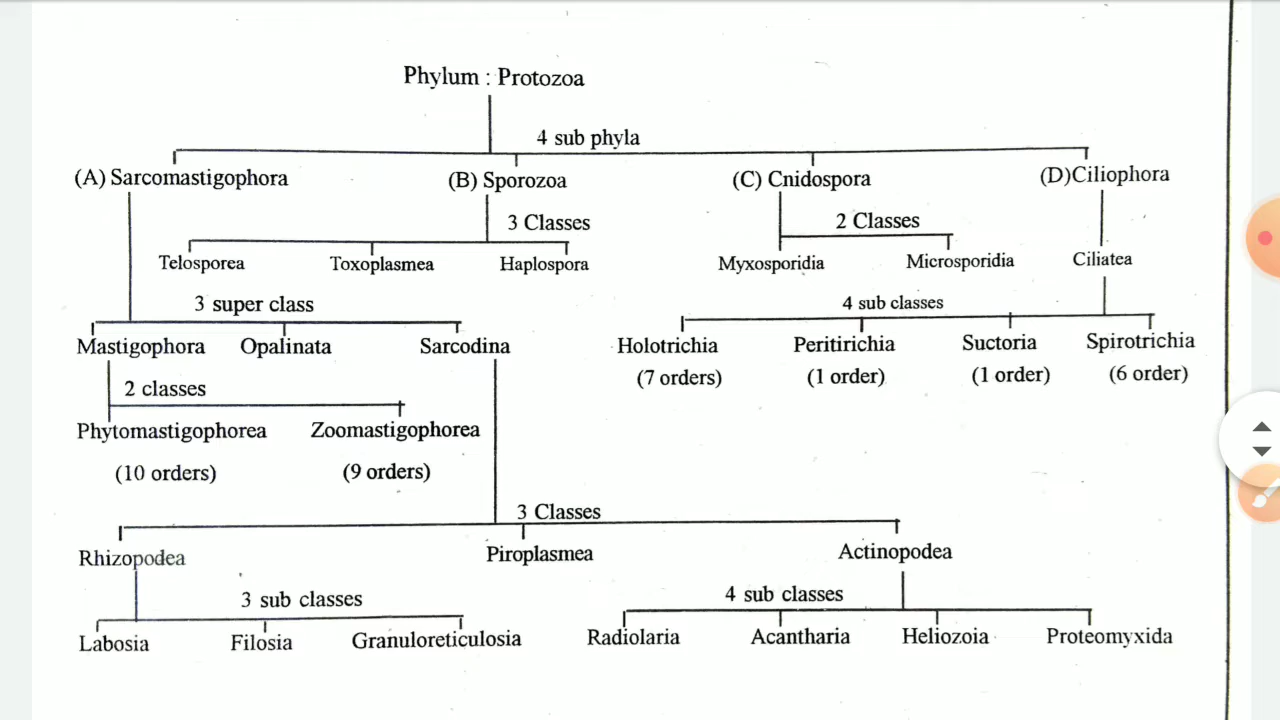 Phylum : Protozoa
4 sub phyla
(A) Sarcomastigophora (B) Sporozoa (C) Cnidospora (D)Ciliophora
3 Classes 2 Classes
Telosporea Toxoplasmea Haplospora Myxosporidia Microsporidia Ciliatea
3 super class 4 sub classes
Mastigophora Opalinata Sarcodina Holotrichia Peritirichia Suctoria Spirotrichia
(7 orders) (1 order) (1 order) (6 order)
2 classes
Phytomastigophorea Zoomastigophorea
(10 orders) (9 orders)
3 Classes
Rhizopodea Piroplasmea Actinopodea
3 sub classes 4 sub classes
Labosia Filosia Granuloreticulosia Radiolaria Acantharia Heliozoia Proteomyxida